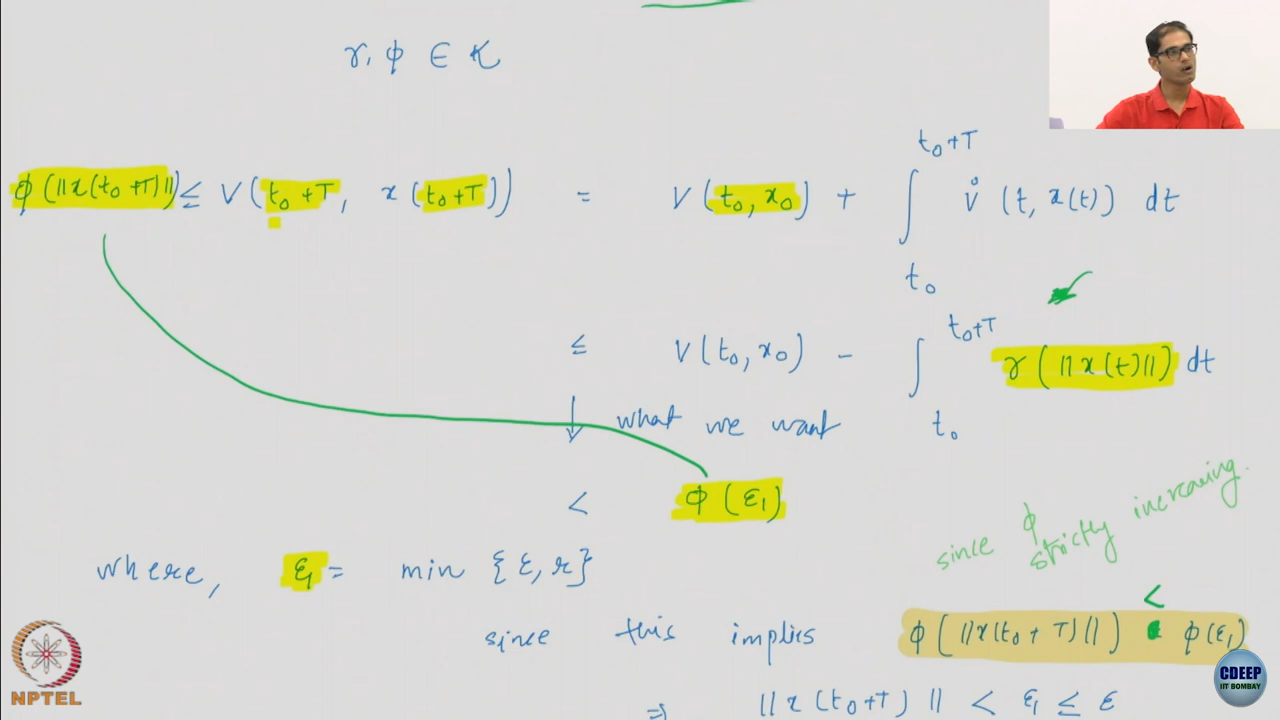 γ, φ ∈ K
φ(||x(t₀+T)||) ≤ V(t₀+T, x(t₀+T)) = V(t₀, x₀) + ∫_{t₀}^{t₀+T} V̇(t, x(t)) dt
≤ V(t₀, x₀) − ∫_{t₀}^{t₀+T} γ(||x(t)||) dt
↓ what we want
< φ(ε₁)
since φ strictly increasing.
where, ε₁ = min {ε, r}
since this implies φ(||x(t₀+T)||) < φ(ε₁)
⇒ ||x(t₀+T)|| < ε₁ ≤ ε
NPTEL
CDEEP
IIT BOMBAY